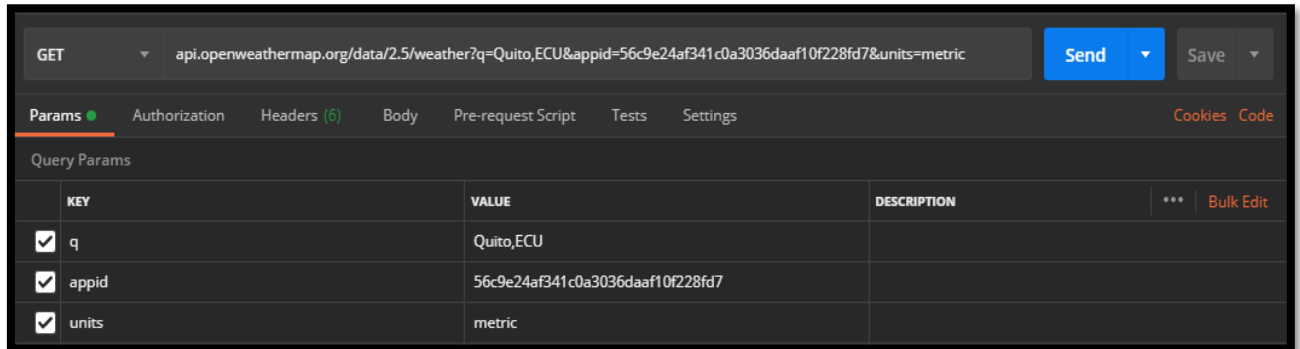 GET api.openweathermap.org/data/2.5/weather?q=Quito,ECU&appid=56c9e24af341c0a3036daaf10f228fd7&units=metric Send Save
Params Authorization Headers (6) Body Pre-request Script Tests Settings Cookies Code
Query Params
KEY VALUE DESCRIPTION ••• Bulk Edit
q Quito,ECU
appid 56c9e24af341c0a3036daaf10f228fd7
units metric